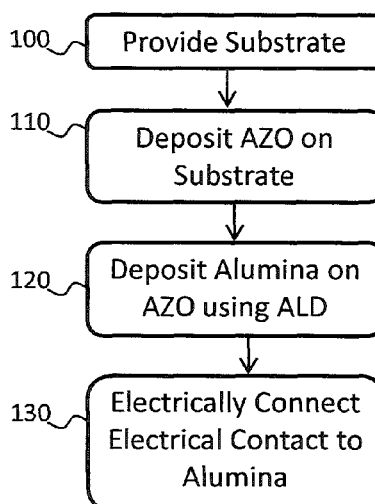 100
Provide Substrate
110
Deposit AZO on
Substrate
120
Deposit Alumina on
AZO using ALD
130
Electrically Connect
Electrical Contact to
Alumina